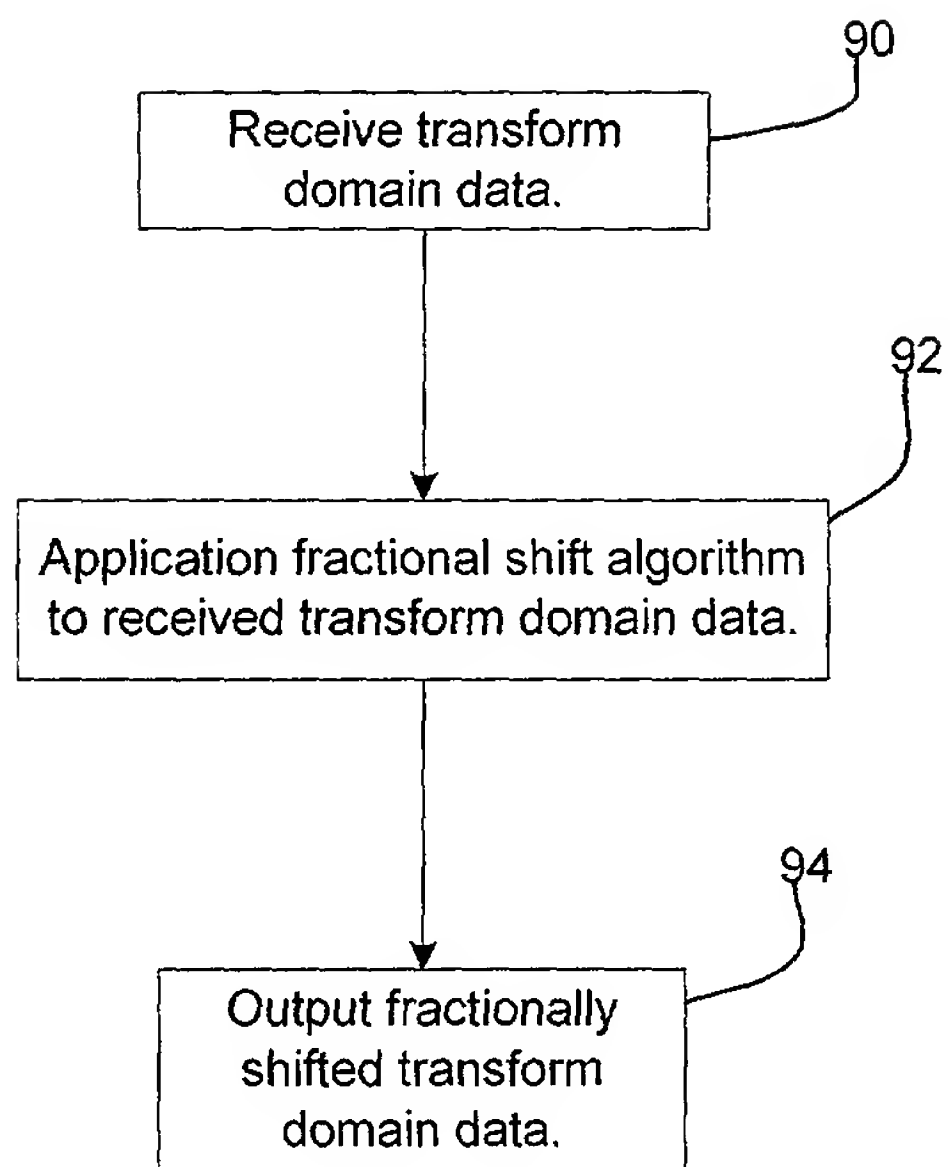 90
Receive transform
domain data.
92
Application fractional shift algorithm
to received transform domain data.
94
Output fractionally
shifted transform
domain data.